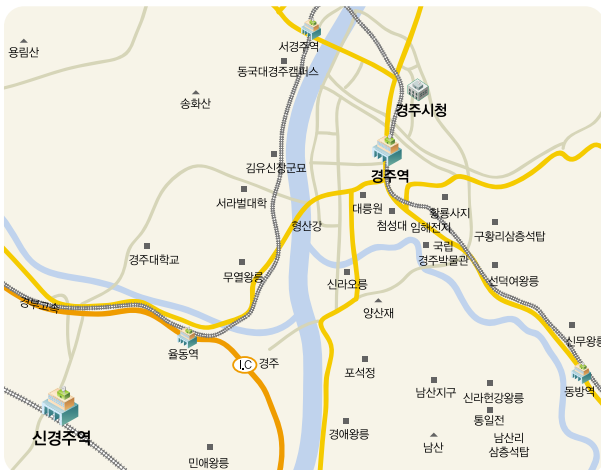 서경주역
용림산
동국대경주캠퍼스
송화산
경주시청
김유신장군묘
경주역
서라벌대학
대릉원
황룡사지
첨성대
임해전지
형산강
구황리삼층석탑
국립
경주박물관
경주대학교
무열왕릉
신라오릉
선덕여왕릉
경부고속
양산재
신무왕릉
율동역
I.C
경주
포석정
동방역
남산지구
신라헌강왕릉
통일전
신경주역
경애왕릉
남산
남산리
삼층석탑
민애왕릉